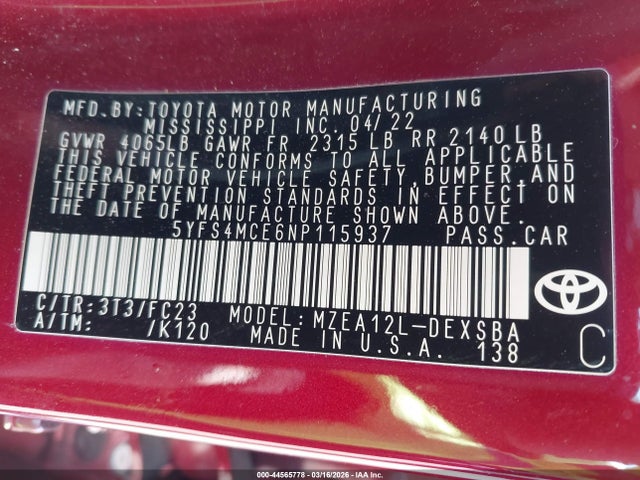 MFD. BY: TOYOTA MOTOR MANUFACTURING
MISSISSIPPI INC. 04/22
GVWR 4065LB GAWR FR 2315 LB RR 2140 LB
THIS VEHICLE CONFORMS TO ALL APPLICABLE
FEDERAL MOTOR VEHICLE SAFETY, BUMPER, AND
THEFT PREVENTION STANDARDS IN EFFECT ON
THE DATE OF MANUFACTURE SHOWN ABOVE.
5YFS4MCE6NP115937 PASS. CAR
C/TR: 3T3/FC23 MODEL: MZEA12L-DEXSBA
A/TM: /K120 MADE IN U.S.A. 138
TOYOTA
C
000-44565778 - 03/16/2026 - IAA Inc.